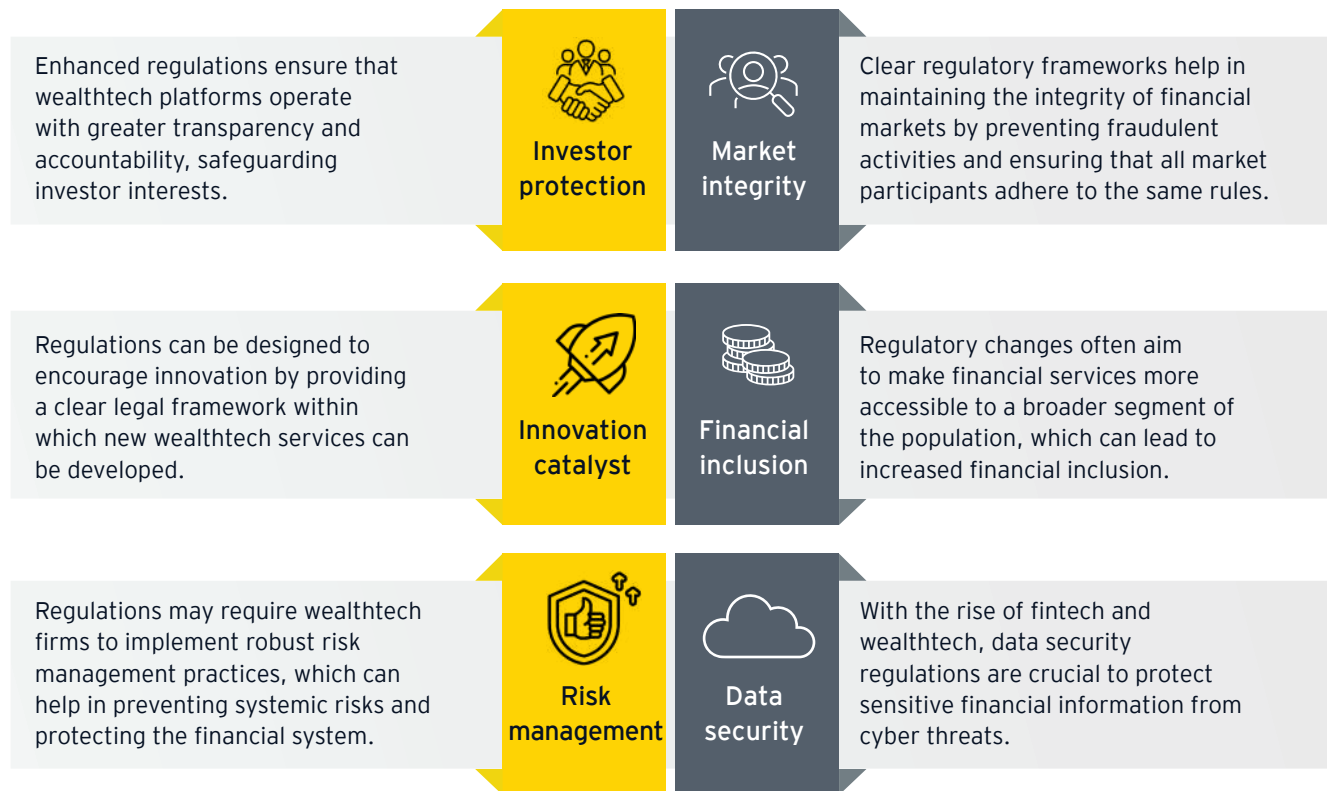 Enhanced regulations ensure that
wealthtech platforms operate
with greater transparency and
accountability, safeguarding
investor interests.
Investor
protection
Market
integrity
Clear regulatory frameworks help in
maintaining the integrity of financial
markets by preventing fraudulent
activities and ensuring that all market
participants adhere to the same rules.
Regulations can be designed to
encourage innovation by providing
a clear legal framework within
which new wealthtech services can
be developed.
Innovation
catalyst
Financial
inclusion
Regulatory changes often aim
to make financial services more
accessible to a broader segment of
the population, which can lead to
increased financial inclusion.
Regulations may require wealthtech
firms to implement robust risk
management practices, which can
help in preventing systemic risks and
protecting the financial system.
Risk
management
Data
security
With the rise of fintech and
wealthtech, data security
regulations are crucial to protect
sensitive financial information from
cyber threats.